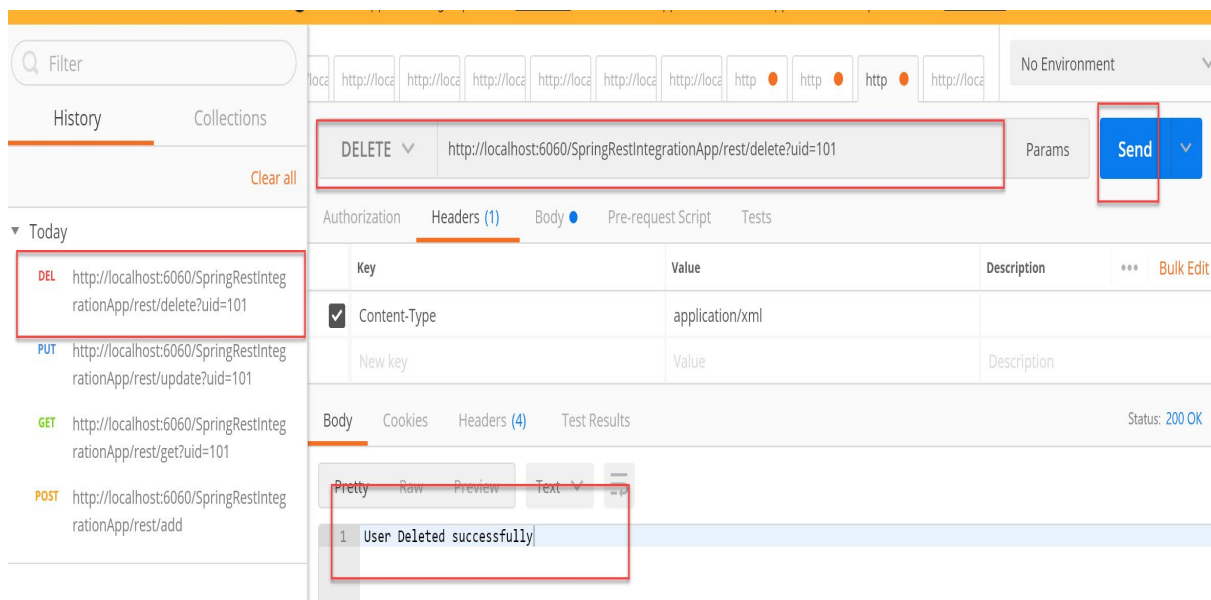 Filter
History Collections
Clear all
Today
DEL http://localhost:6060/SpringRestInteg
rationApp/rest/delete?uid=101
PUT http://localhost:6060/SpringRestInteg
rationApp/rest/update?uid=101
GET http://localhost:6060/SpringRestInteg
rationApp/rest/get?uid=101
POST http://localhost:6060/SpringRestInteg
rationApp/rest/add
loca http://loca http://loca http://loca http://loca http://loca http://loca http http http http://loca
No Environment
DELETE http://localhost:6060/SpringRestIntegrationApp/rest/delete?uid=101 Params Send
Authorization Headers (1) Body Pre-request Script Tests
Key Value Description ••• Bulk Edit
Content-Type application/xml
New key Value Description
Body Cookies Headers (4) Test Results Status: 200 OK
Pretty Raw Preview Text
1 User Deleted successfully